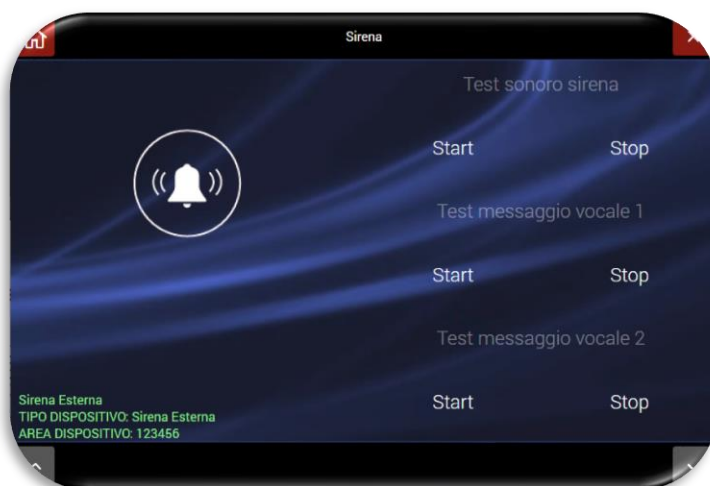 Sirena
Test sonoro sirena
Start Stop
Test messaggio vocale 1
Start Stop
Test messaggio vocale 2
Start Stop
Sirena Esterna
TIPO DISPOSITIVO: Sirena Esterna
AREA DISPOSITIVO: 123456